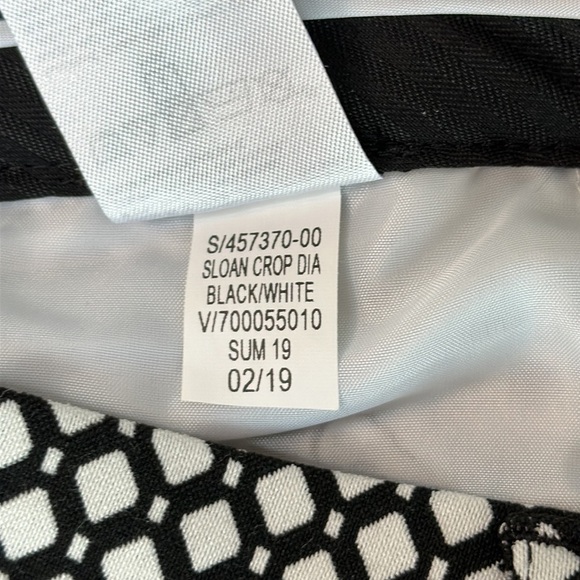 S/457370-00
SLOAN CROP DIA
BLACK/WHITE
V/700055010
SUM 19
02/19